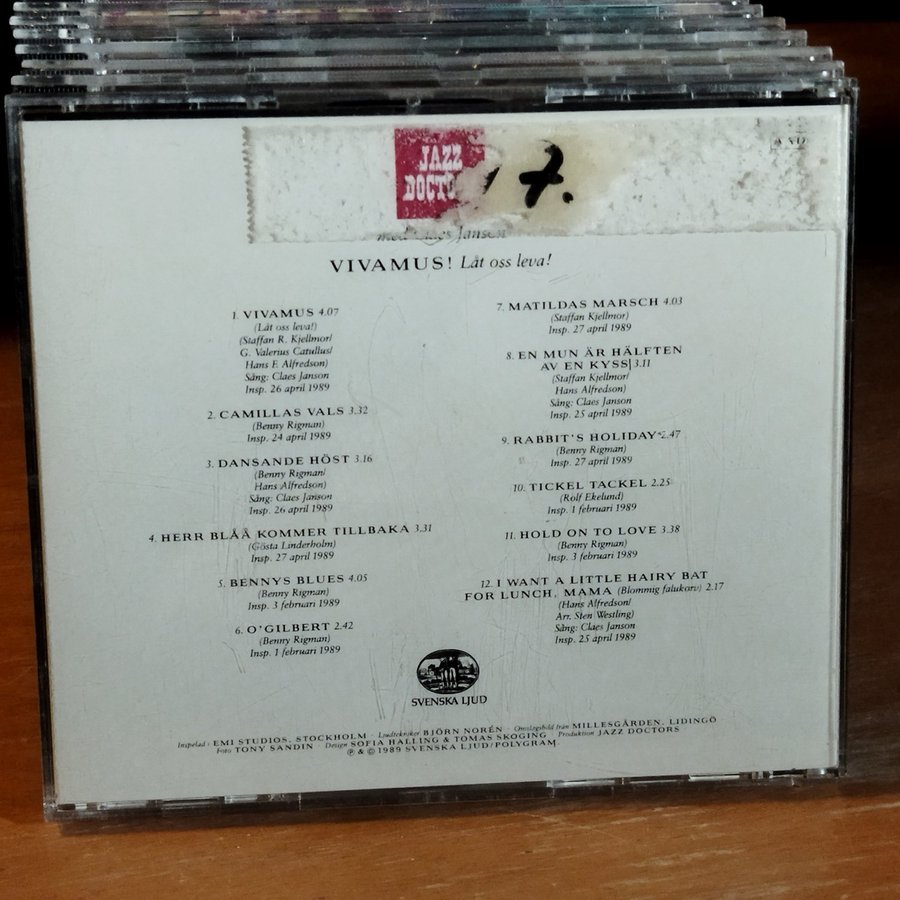 JAZZ
DOCTO
7.
med Claes Jansen
VIVAMUS! Låt oss leva!
1. VIVAMUS 4.07
(Låt oss leva!)
(Staffan R. Kjellmor/
G. Valerius Catullus/
Hans F. Alfredson)
Sång: Claes Janson
Insp. 26 april 1989
2. CAMILLAS VALS 3.32
(Benny Rigman)
Insp. 24 april 1989
3. DANSANDE HÖST 3.16
(Benny Rigman/
Hans Alfredson)
Sång: Claes Janson
Insp. 26 april 1989
4. HERR BLÅÅ KOMMER TILLBAKA 3.31
(Gösta Linderholm)
Insp. 27 april 1989
5. BENNYS BLUES 4.05
(Benny Rigman)
Insp. 3 februari 1989
6. O'GILBERT 2.42
(Benny Rigman)
Insp. 1 februari 1989
7. MATILDAS MARSCH 4.03
(Staffan Kjellmor)
Insp. 27 april 1989
8. EN MUN ÄR HÄLFTEN
AV EN KYSS 3.11
(Staffan Kjellmor/
Hans Alfredson)
Sång: Claes Janson
Insp. 25 april 1989
9. RABBIT'S HOLIDAY 2.47
(Benny Rigman)
Insp. 27 april 1989
10. TICKEL TACKEL 2.25
(Rolf Ekelund)
Insp. 1 februari 1989
11. HOLD ON TO LOVE 3.38
(Benny Rigman)
Insp. 3 februari 1989
12. I WANT A LITTLE HAIRY BAT
FOR LUNCH, MAMA (Blommig falukorv) 2.17
(Hans Alfredson/
Arr. Sten Westling)
Sång: Claes Janson
Insp. 25 april 1989
SVENSKA LJUD
Inspelad: EMI STUDIOS, STOCKHOLM · Ljudtekniker BJÖRN NORÉN · Omslagsbild från MILLESGÅRDEN, LIDINGÖ
Foto TONY SANDIN · Design SOFIA HALLING & TOMAS SKOGING · Produktion JAZZ DOCTORS
℗ & © 1989 SVENSKA LJUD/POLYGRAM.